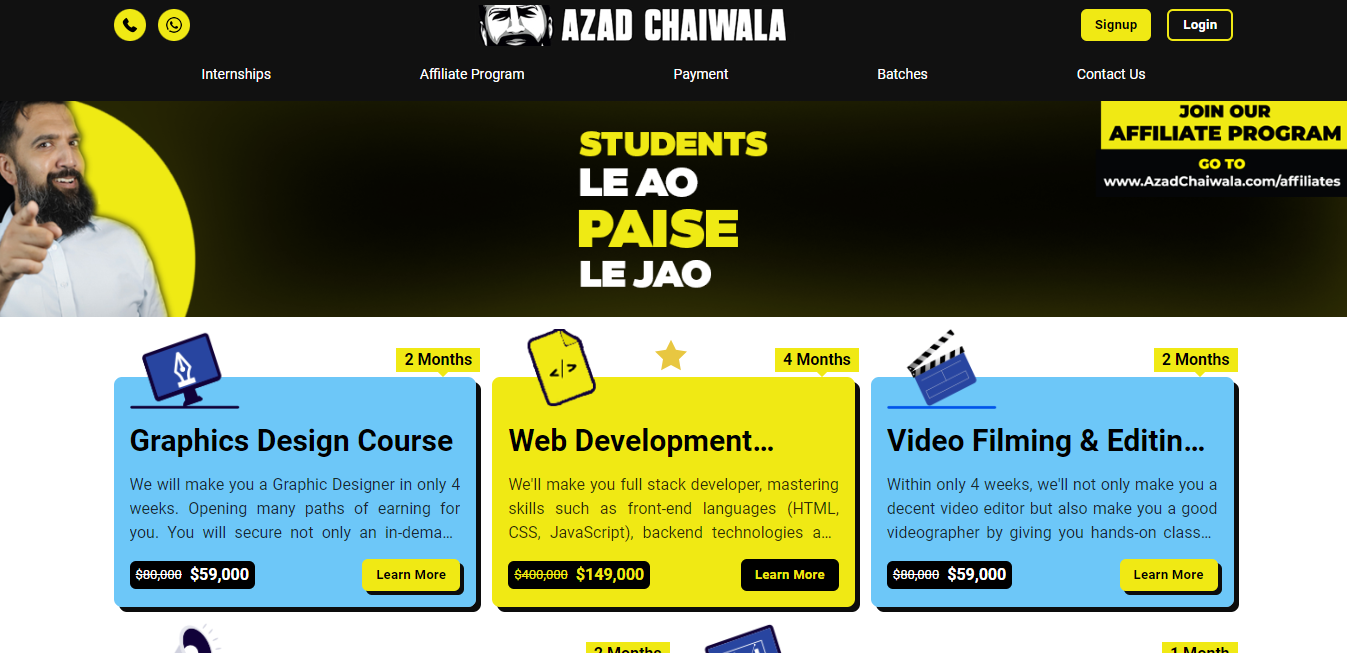 AZAD CHAIWALA
Signup
Login
Internships
Affiliate Program
Payment
Batches
Contact Us
STUDENTS
LE AO
PAISE
LE JAO
JOIN OUR
AFFILIATE PROGRAM
GO TO
www.AzadChaiwala.com/affiliates
2 Months
Graphics Design Course
We will make you a Graphic Designer in only 4
weeks. Opening many paths of earning for
you. You will secure not only an in-dema...
$80,000 $59,000
Learn More
</>
4 Months
Web Development...
We'll make you full stack developer, mastering
skills such as front-end languages (HTML,
CSS, JavaScript), backend technologies a...
$400,000 $149,000
Learn More
2 Months
Video Filming & Editin...
Within only 4 weeks, we'll not only make you a
decent video editor but also make you a good
videographer by giving you hands-on class...
$80,000 $59,000
Learn More
2 Months
1 Month